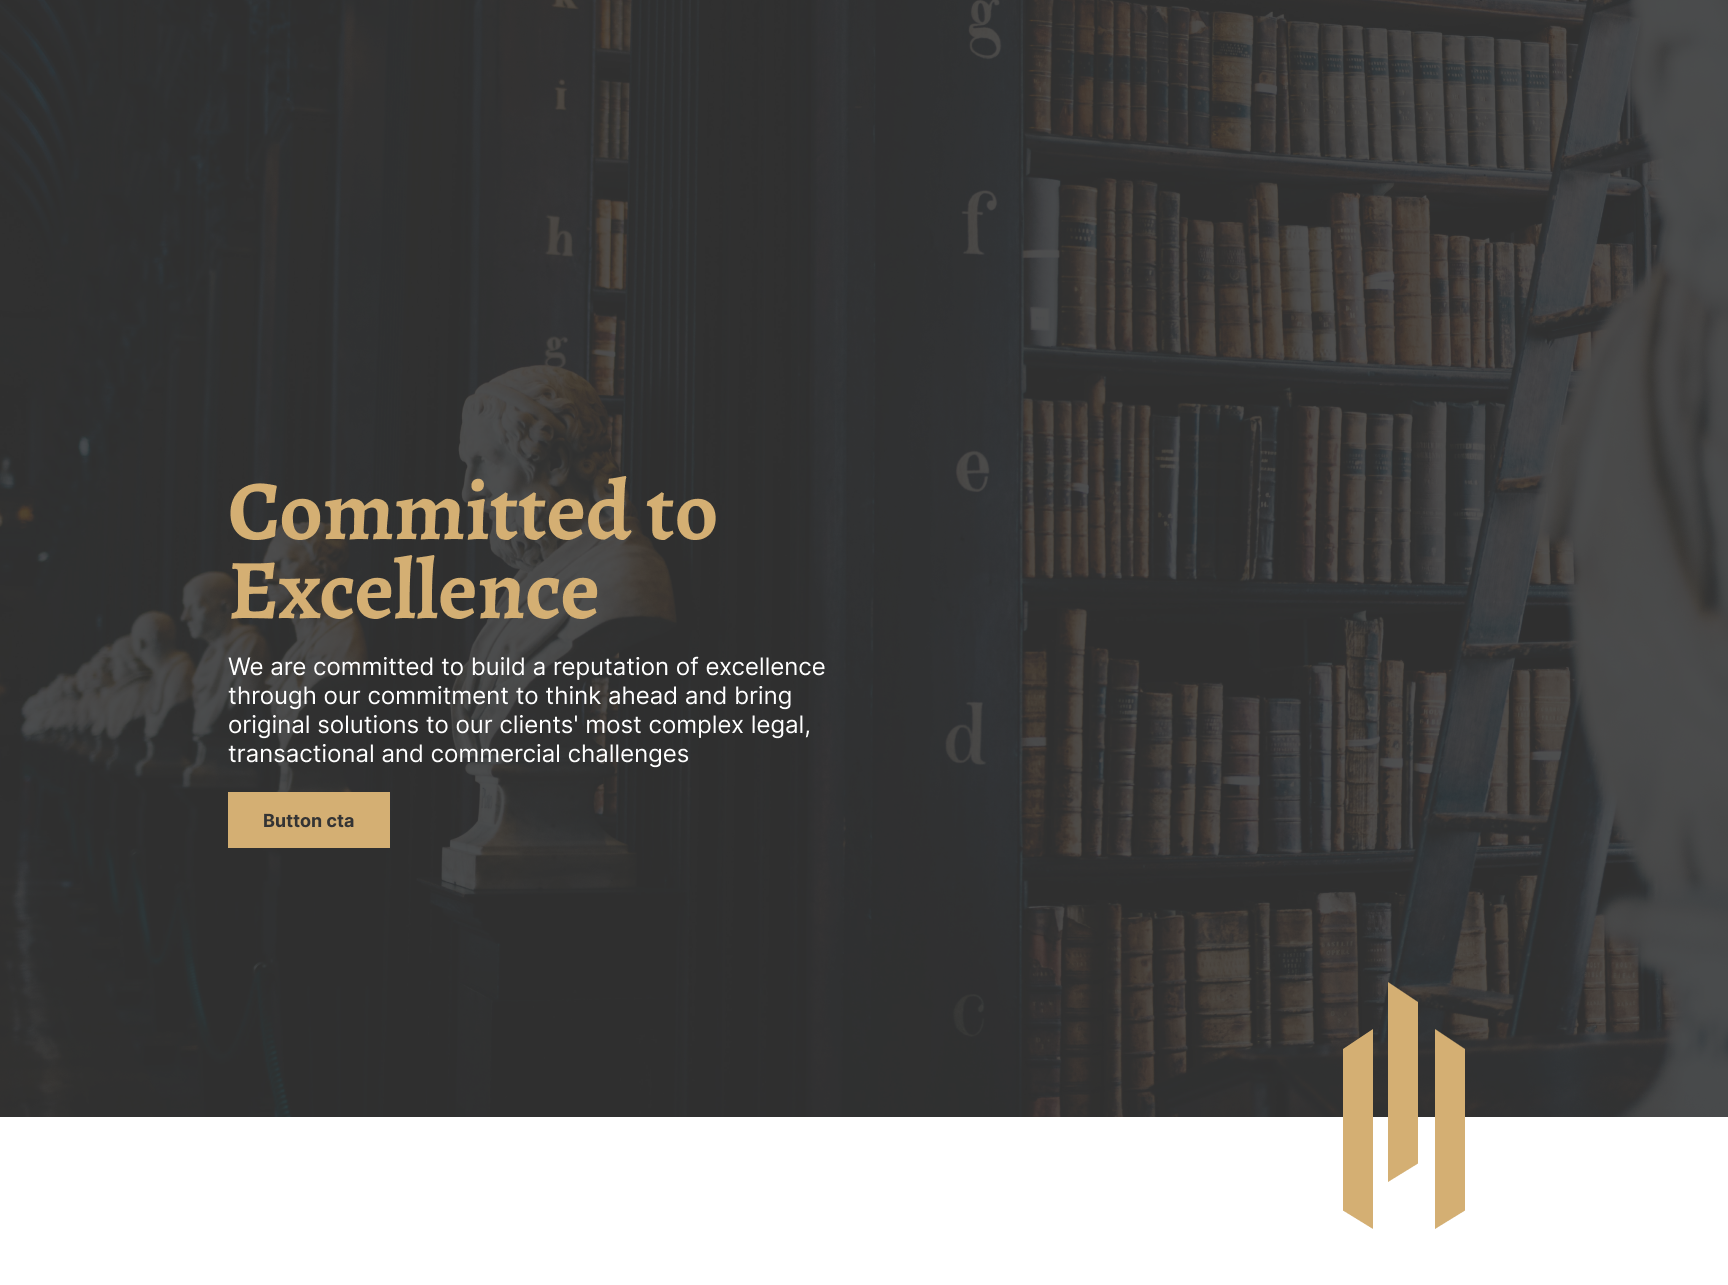 k
i
h
g
g
f
e
d
c
Committed to
Excellence
We are committed to build a reputation of excellence
through our commitment to think ahead and bring
original solutions to our clients' most complex legal,
transactional and commercial challenges
Button cta